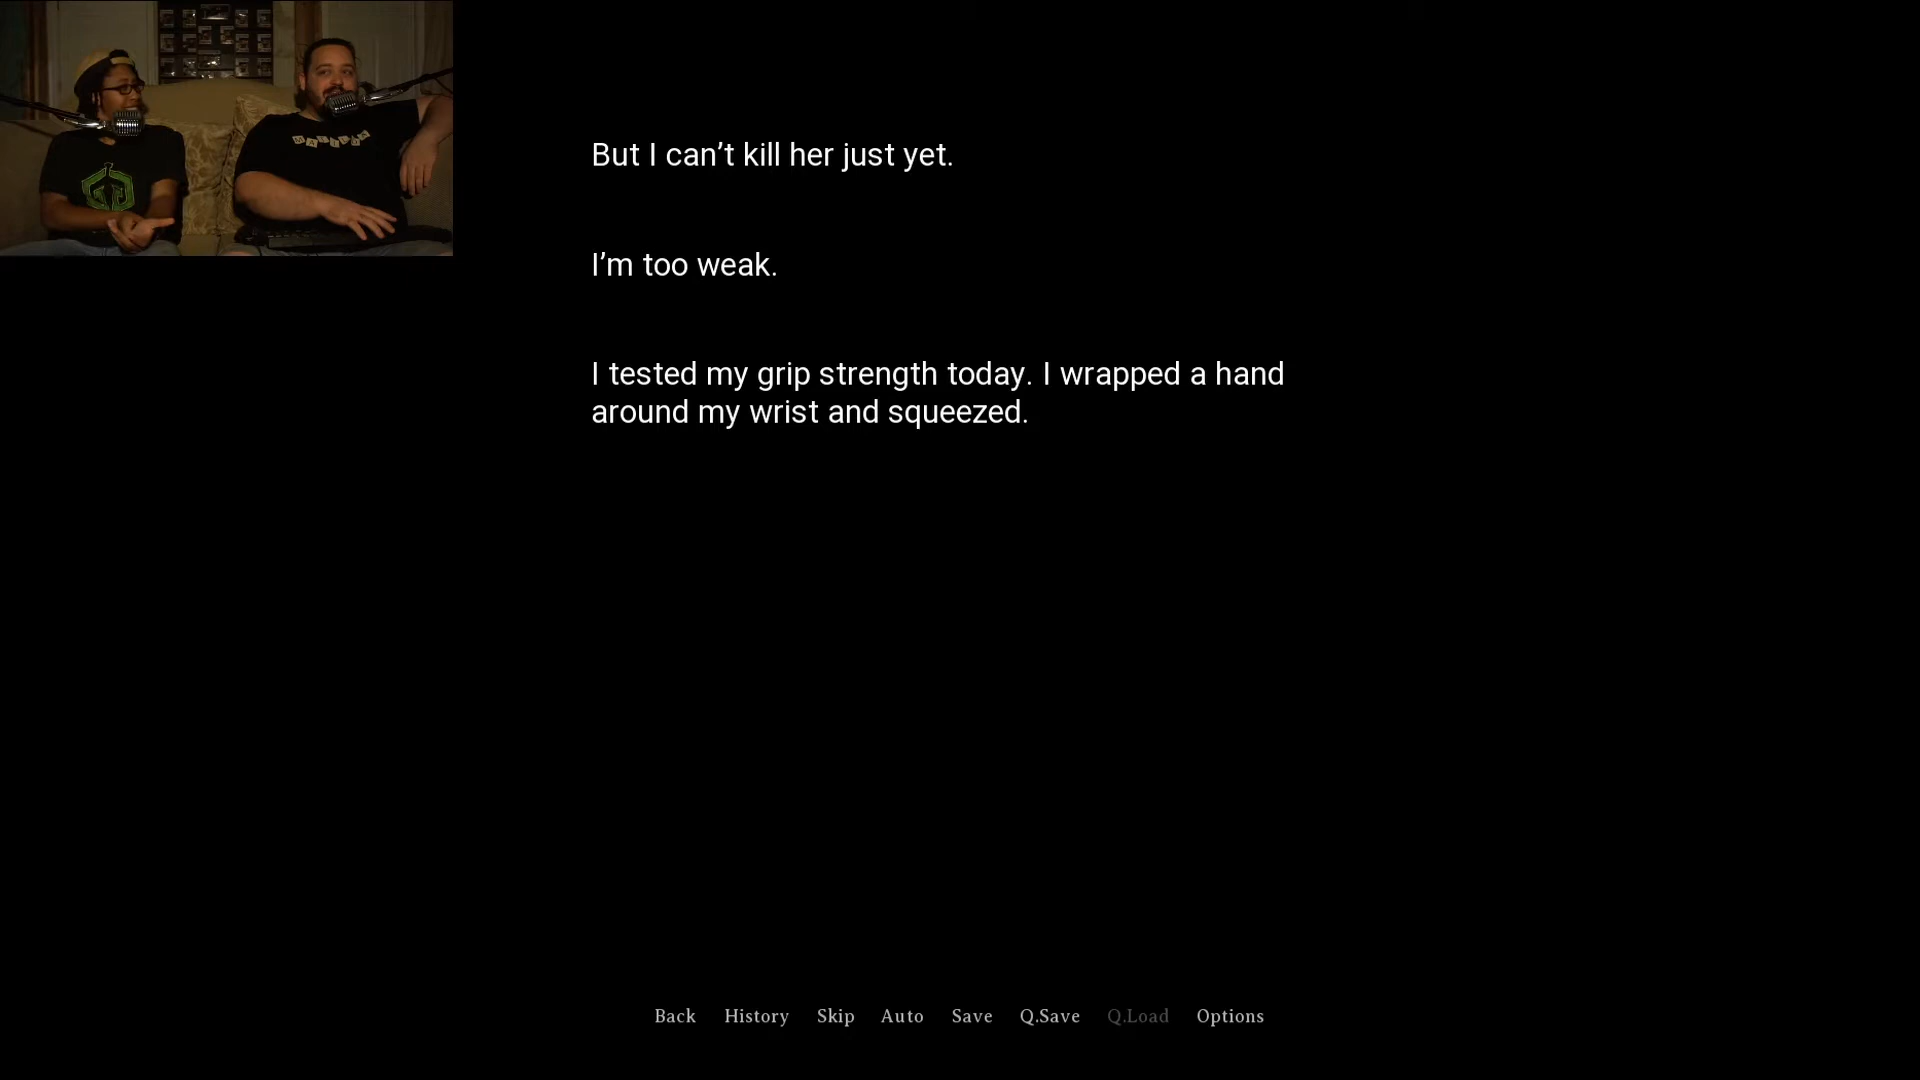 But I can’t kill her just yet.
I’m too weak.
I tested my grip strength today. I wrapped a hand
around my wrist and squeezed.
Back History Skip Auto Save Q.Save Q.Load Options